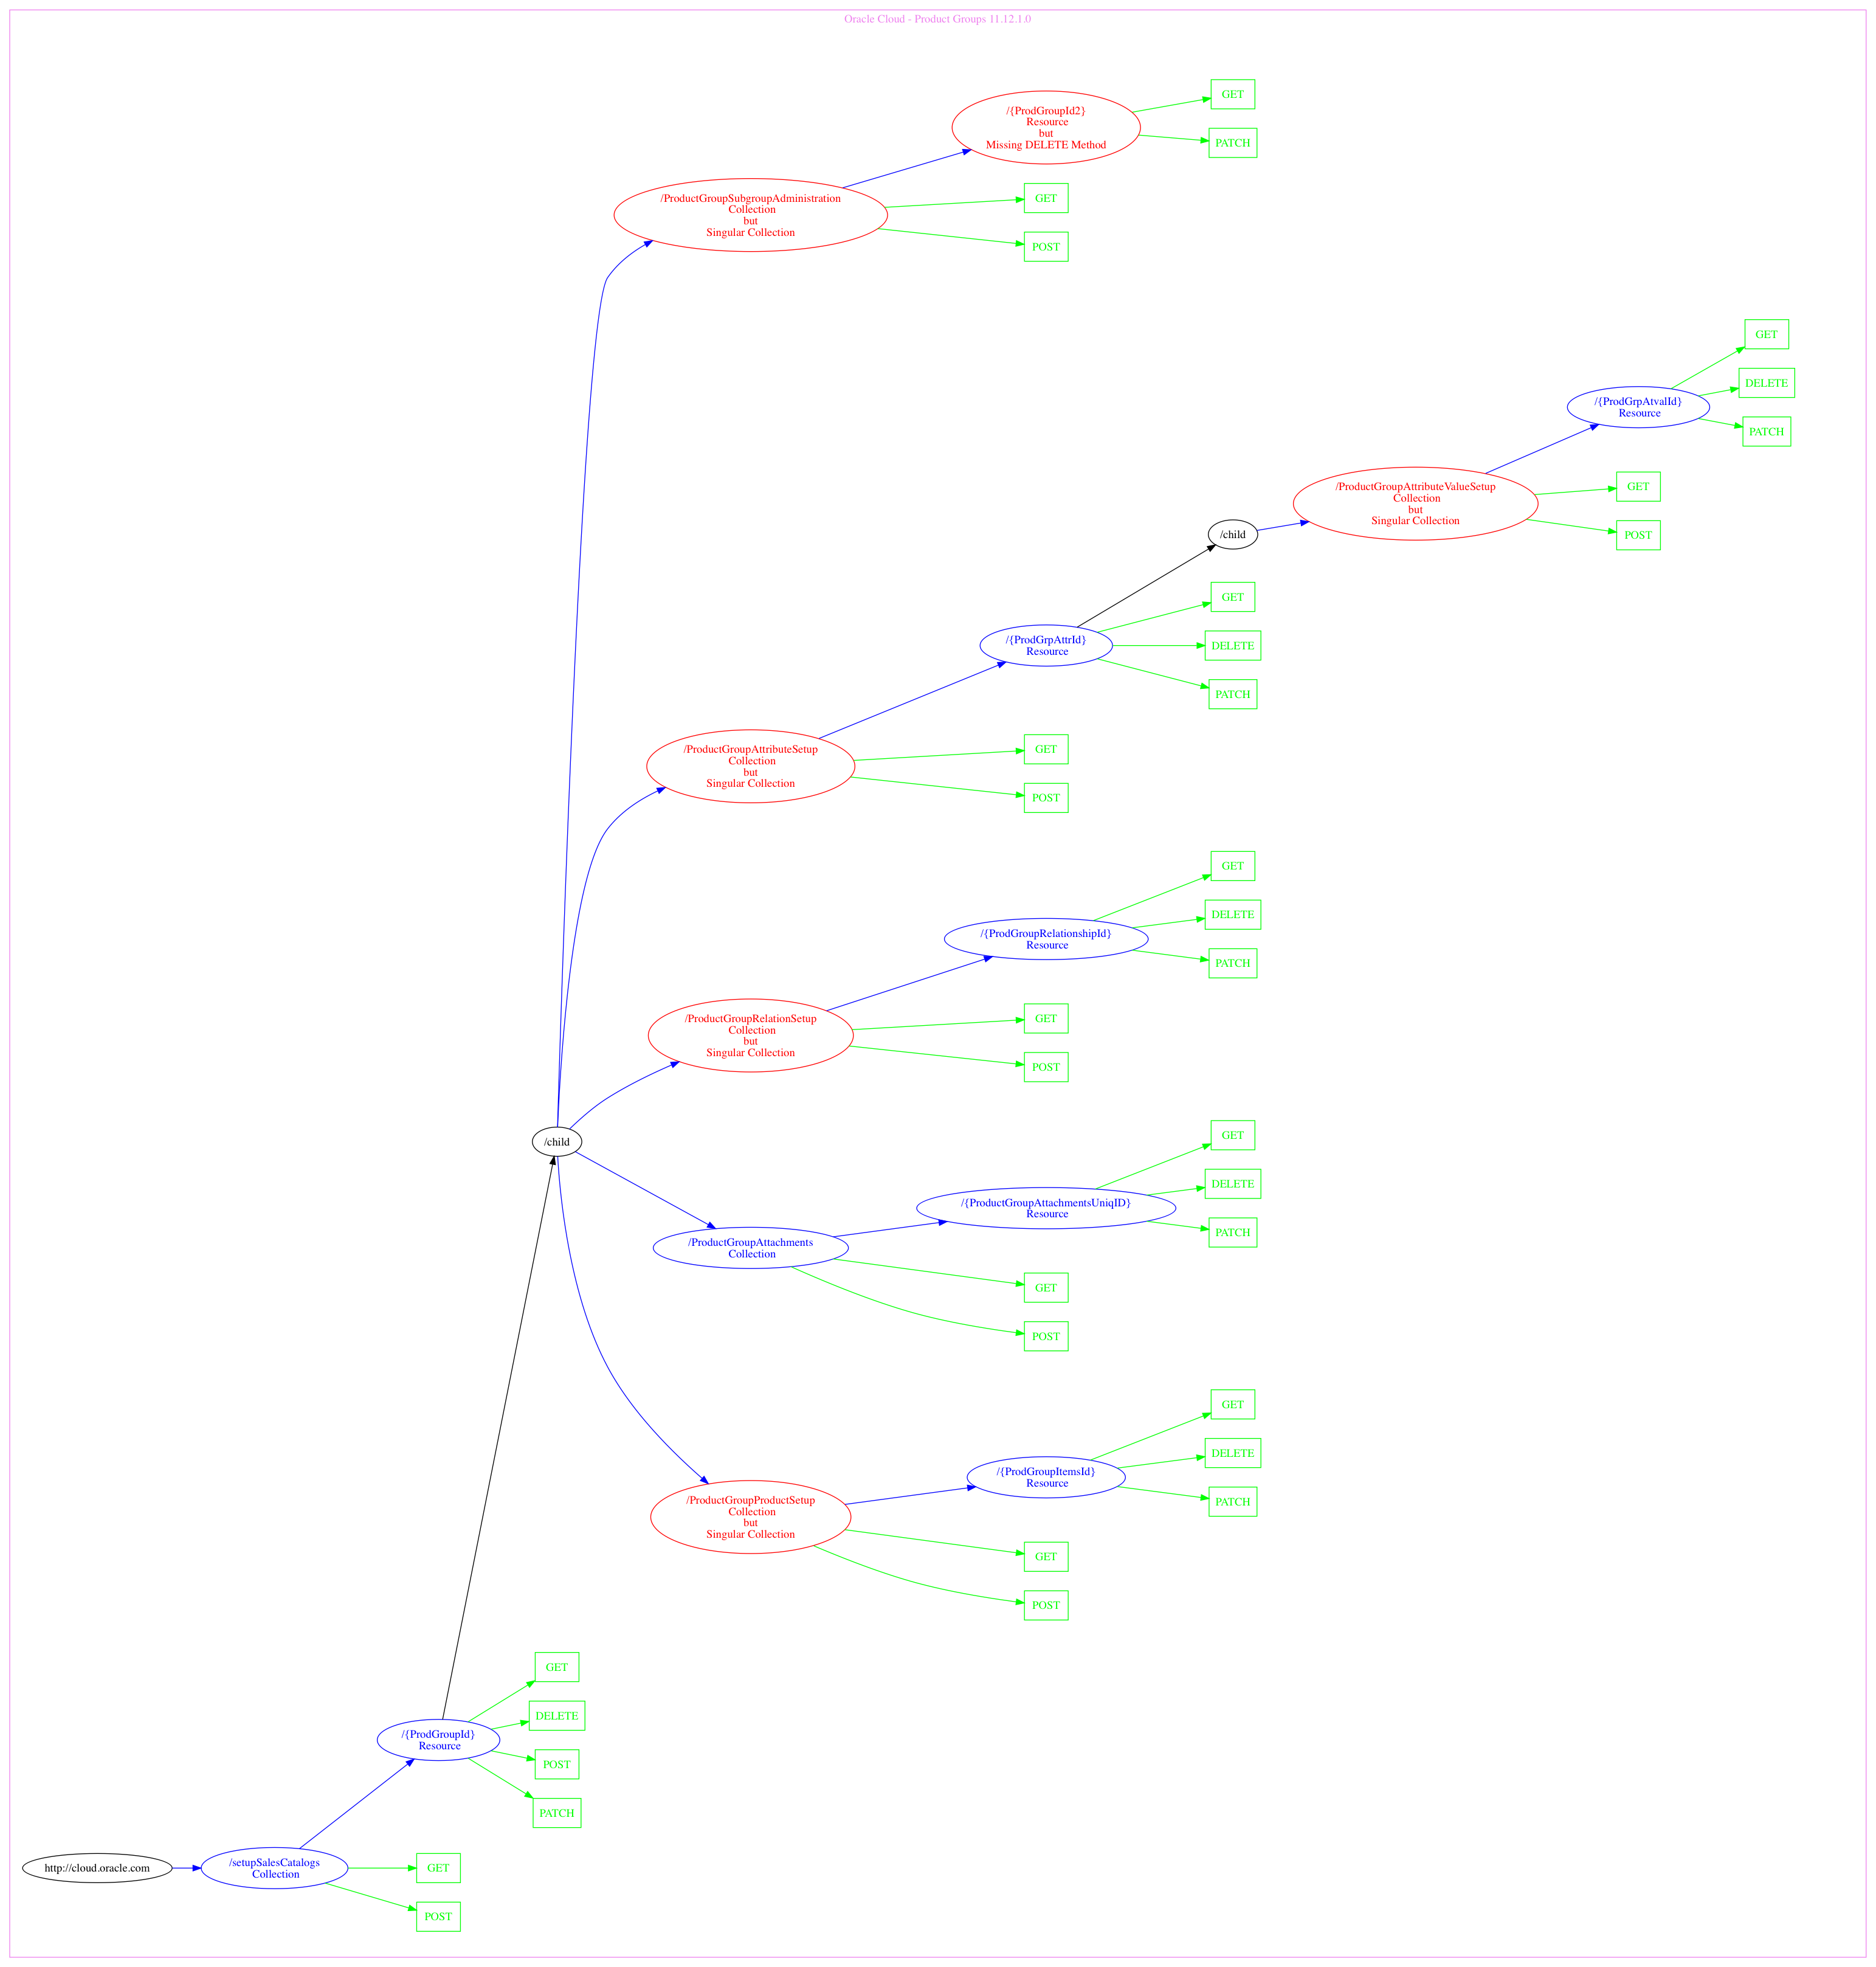 Oracle Cloud - Product Groups 11.12.1.0
/{ProdGroupId2}
Resource
but
Missing DELETE Method
GET
PATCH
/ProductGroupSubgroupAdministration
Collection
but
Singular Collection
GET
POST
/{ProdGrpAtvalId}
Resource
GET
DELETE
PATCH
/ProductGroupAttributeValueSetup
Collection
but
Singular Collection
GET
POST
/child
/{ProdGrpAttrId}
Resource
GET
DELETE
PATCH
/ProductGroupAttributeSetup
Collection
but
Singular Collection
GET
POST
/{ProdGroupRelationshipId}
Resource
GET
DELETE
PATCH
/ProductGroupRelationSetup
Collection
but
Singular Collection
GET
POST
/child
/{ProductGroupAttachmentsUniqID}
Resource
GET
DELETE
PATCH
/ProductGroupAttachments
Collection
GET
POST
/{ProdGroupItemsId}
Resource
GET
DELETE
PATCH
/ProductGroupProductSetup
Collection
but
Singular Collection
GET
POST
/{ProdGroupId}
Resource
GET
DELETE
POST
PATCH
http://cloud.oracle.com
/setupSalesCatalogs
Collection
GET
POST